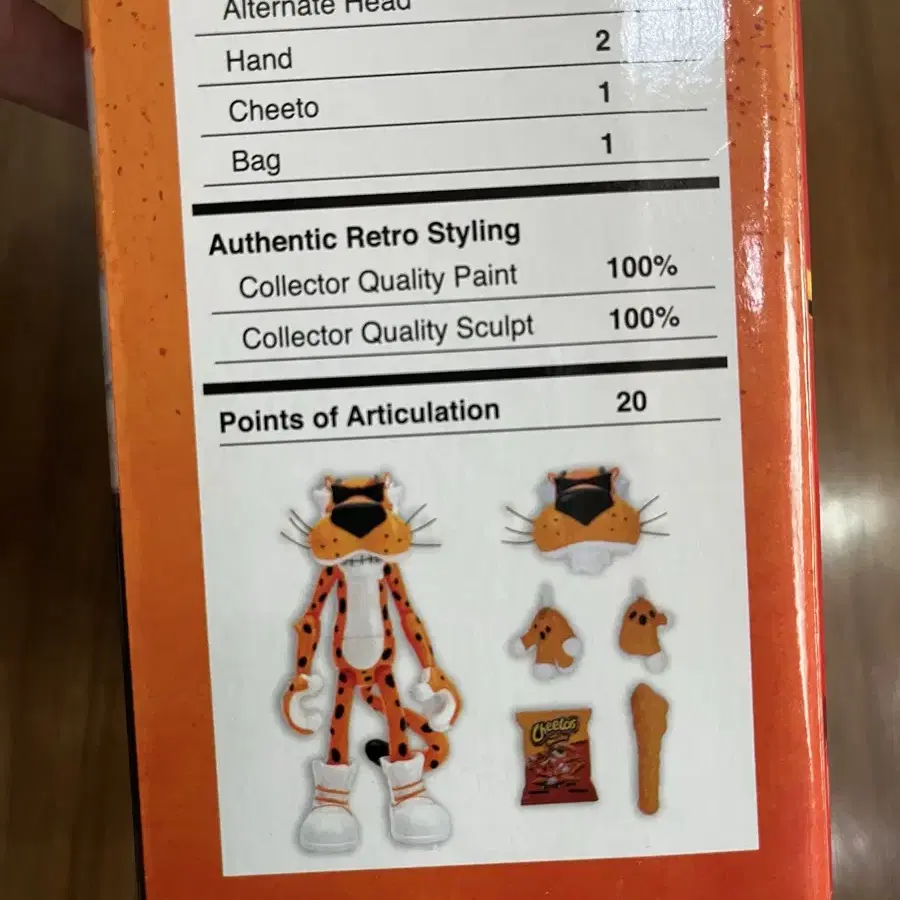 Alternate Head
Hand 2
Cheeto 1
Bag 1
Authentic Retro Styling
Collector Quality Paint 100%
Collector Quality Sculpt 100%
Points of Articulation 20
Cheetos